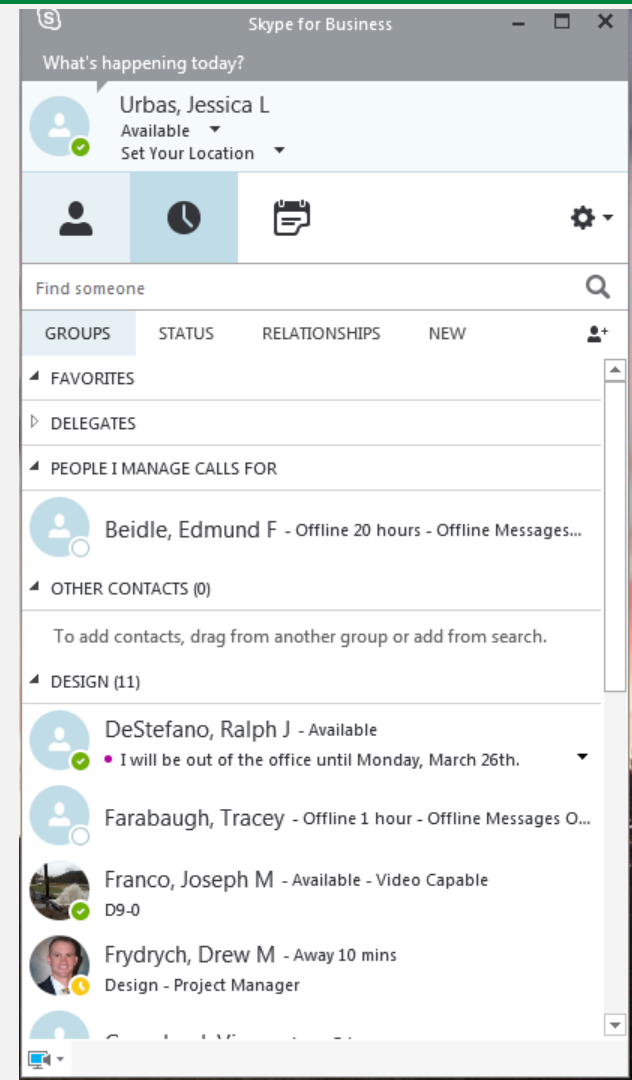 Skype for Business
What's happening today?
Urbas, Jessica L
Available
Set Your Location
Find someone
GROUPS STATUS RELATIONSHIPS NEW
FAVORITES
DELEGATES
PEOPLE I MANAGE CALLS FOR
Beidle, Edmund F - Offline 20 hours - Offline Messages...
OTHER CONTACTS (0)
To add contacts, drag from another group or add from search.
DESIGN (11)
DeStefano, Ralph J - Available
• I will be out of the office until Monday, March 26th.
Farabaugh, Tracey - Offline 1 hour - Offline Messages O...
Franco, Joseph M - Available - Video Capable
D9-0
Frydrych, Drew M - Away 10 mins
Design - Project Manager